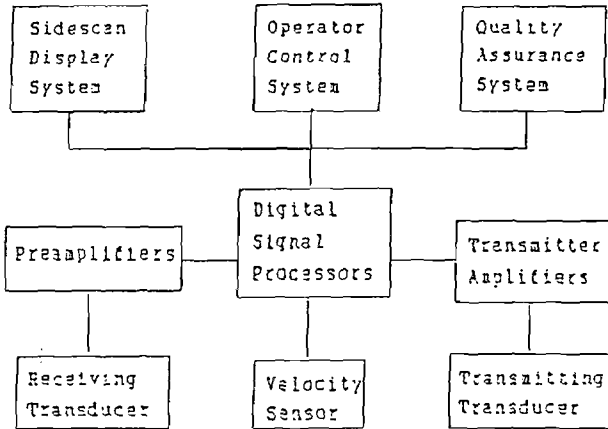 Sidescan
Display
System
Operator
Control
System
Quality
Assurance
System
Preamplifiers
Digital
Signal
Processors
Transmitter
Amplifiers
Receiving
Transducer
Velocity
Sensor
Transmitting
Transducer